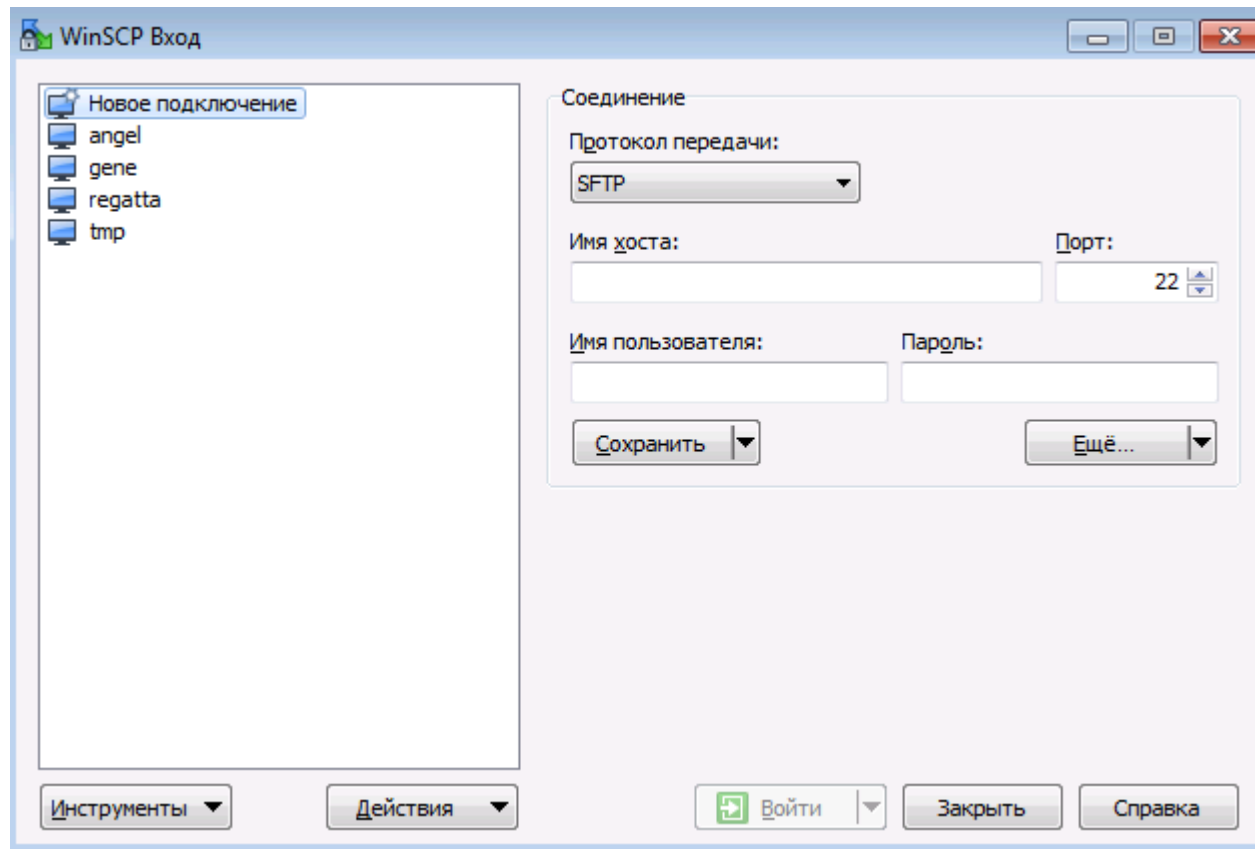 WinSCP Вход
Новое подключение
angel
gene
regatta
tmp
Соединение
Протокол передачи:
SFTP
Имя хоста: Порт:
22
Имя пользователя: Пароль:
Сохранить Ещё...
Инструменты Действия Войти Закрыть Справка